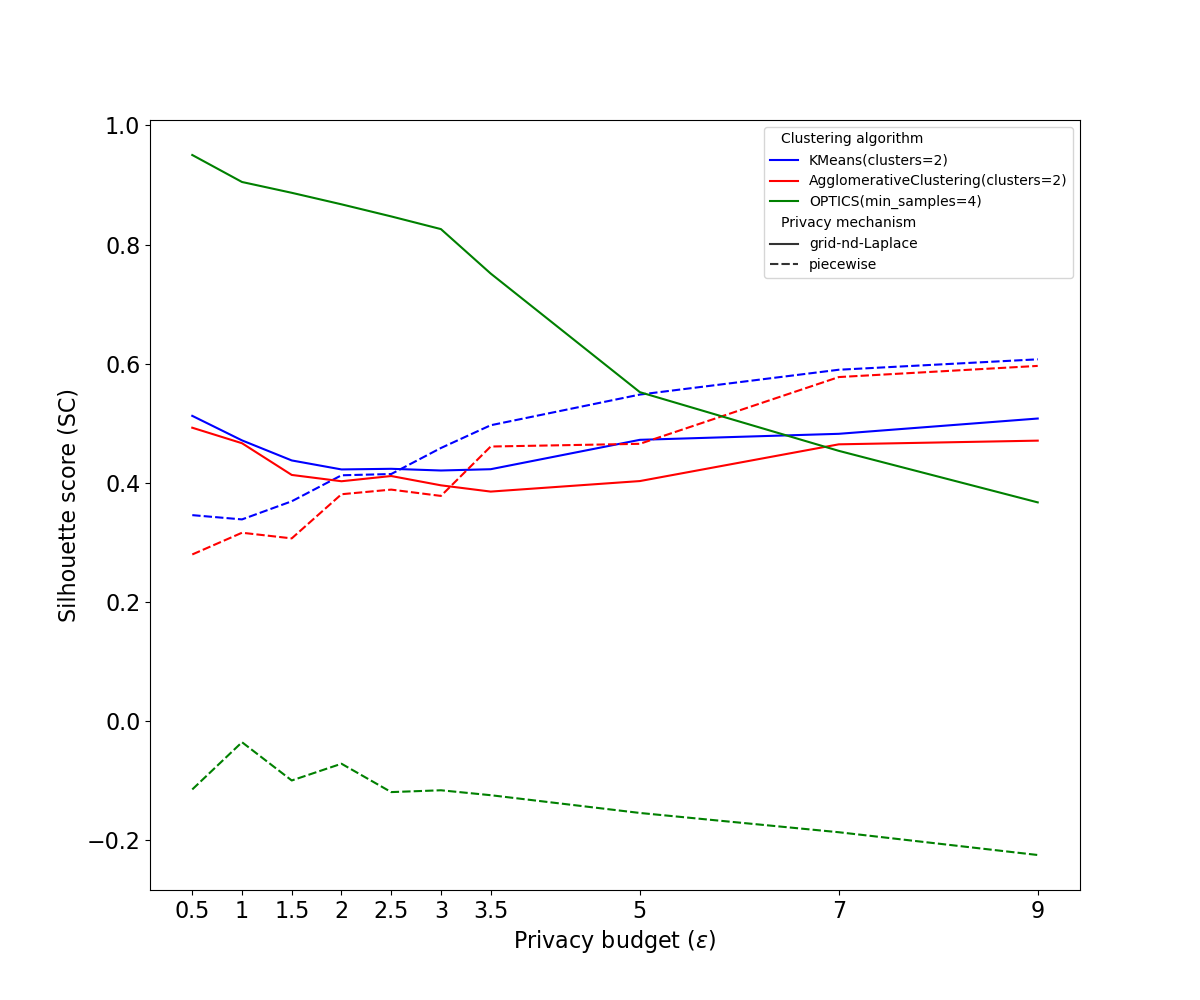 1.0
0.8
0.6
0.4
0.2
0.0
−0.2
Silhouette score (SC)
Clustering algorithm
KMeans(clusters=2)
AgglomerativeClustering(clusters=2)
OPTICS(min_samples=4)
Privacy mechanism
grid-nd-Laplace
piecewise
0.5 1 1.5 2 2.5 3 3.5 5 7 9
Privacy budget (ε)